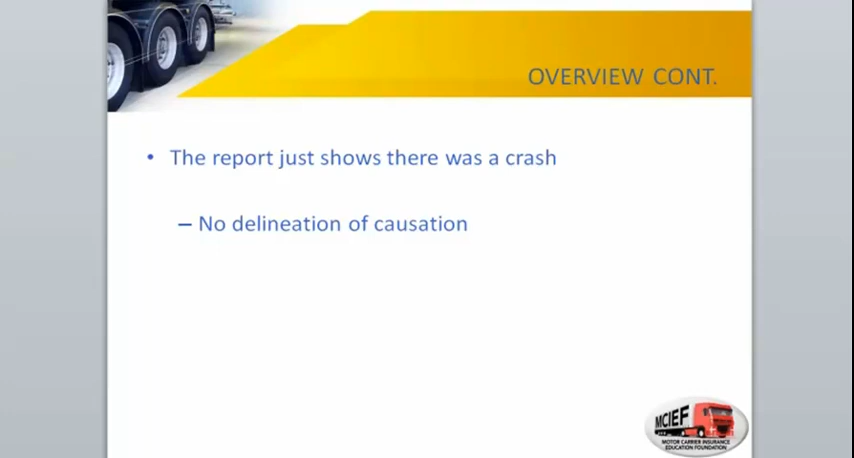 OVERVIEW CONT.
• The report just shows there was a crash
– No delineation of causation
MCIEF
MOTOR CARRIER INSURANCE
EDUCATION FOUNDATION